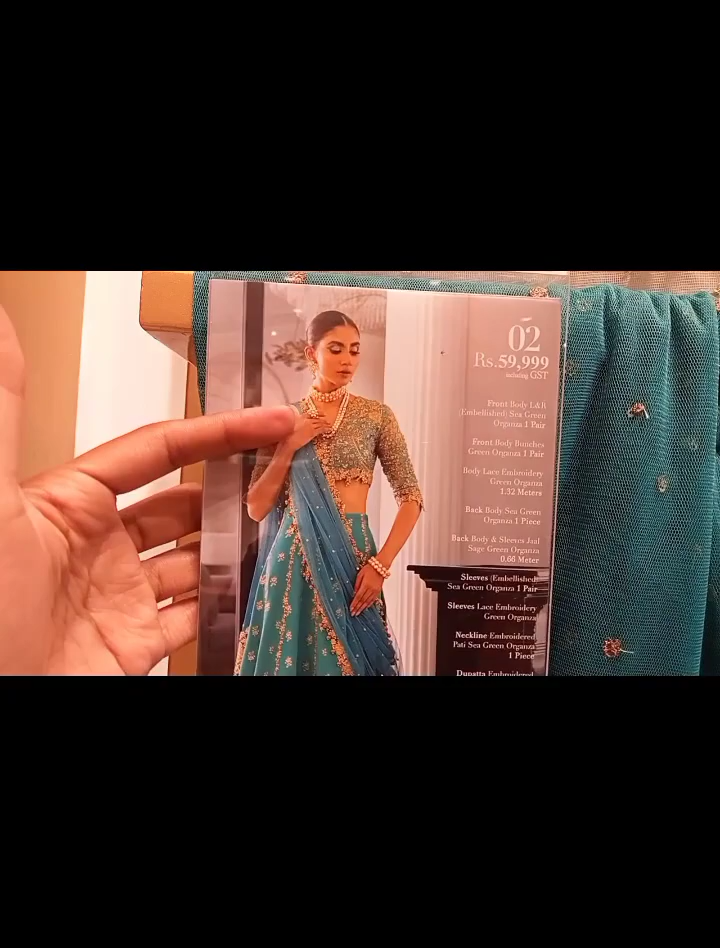 02
Rs.59,999
including GST
Front Body L&R
(Embellished) Sea Green
Organza 1 Pair
Front Body Bunches
Green Organza 1 Pair
Body Lace Embroidery
Green Organza
1.32 Meters
Back Body Sea Green
Organza 1 Piece
Back Body & Sleeves Jaal
Sage Green Organza
0.66 Meter
Sleeves (Embellished)
Sea Green Organza 1 Pair
Sleeves Lace Embroidery
Green Organza
Neckline Embroidered
Pati Sea Green Organza
1 Piece
Dupatta Embroidered